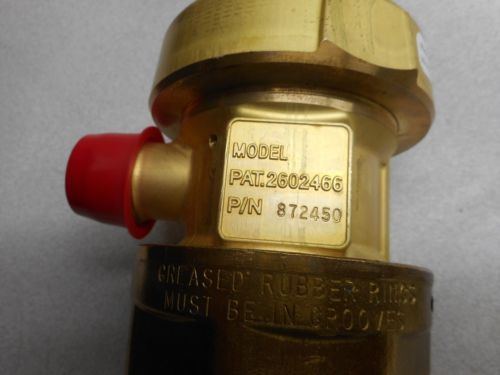 MODEL
PAT.2602466
P/N 872450
GREASED RUBBER RINGS
MUST BE IN GROOVES